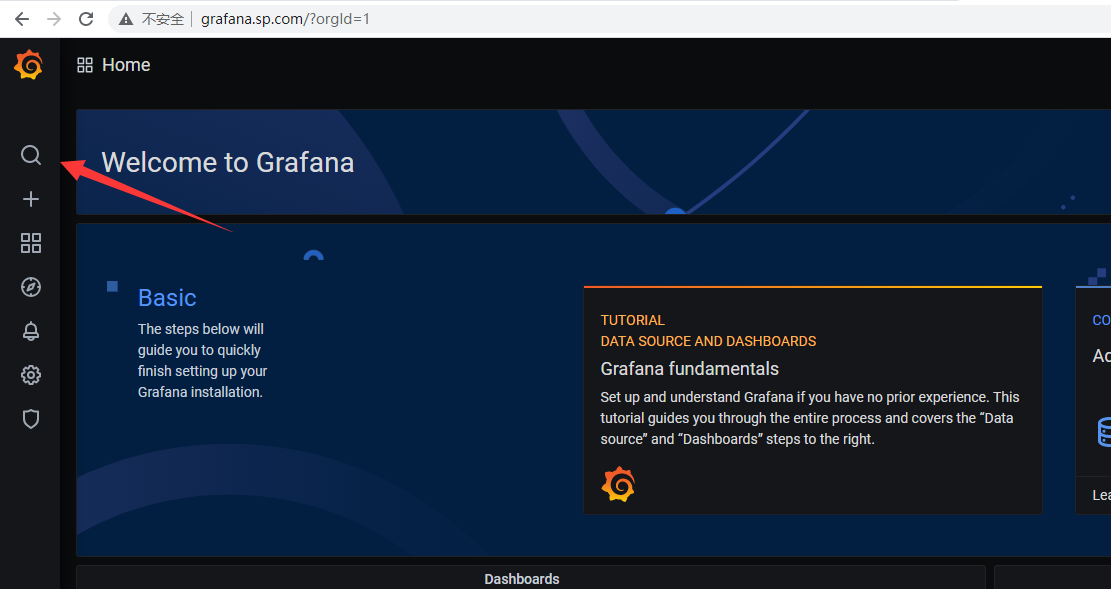 不安全 grafana.sp.com/?orgId=1
Home
Welcome to Grafana
Basic
The steps below will
guide you to quickly
finish setting up your
Grafana installation.
TUTORIAL
DATA SOURCE AND DASHBOARDS
Grafana fundamentals
Set up and understand Grafana if you have no prior experience. This
tutorial guides you through the entire process and covers the “Data
source” and “Dashboards” steps to the right.
CO
Ad
Lea
Dashboards